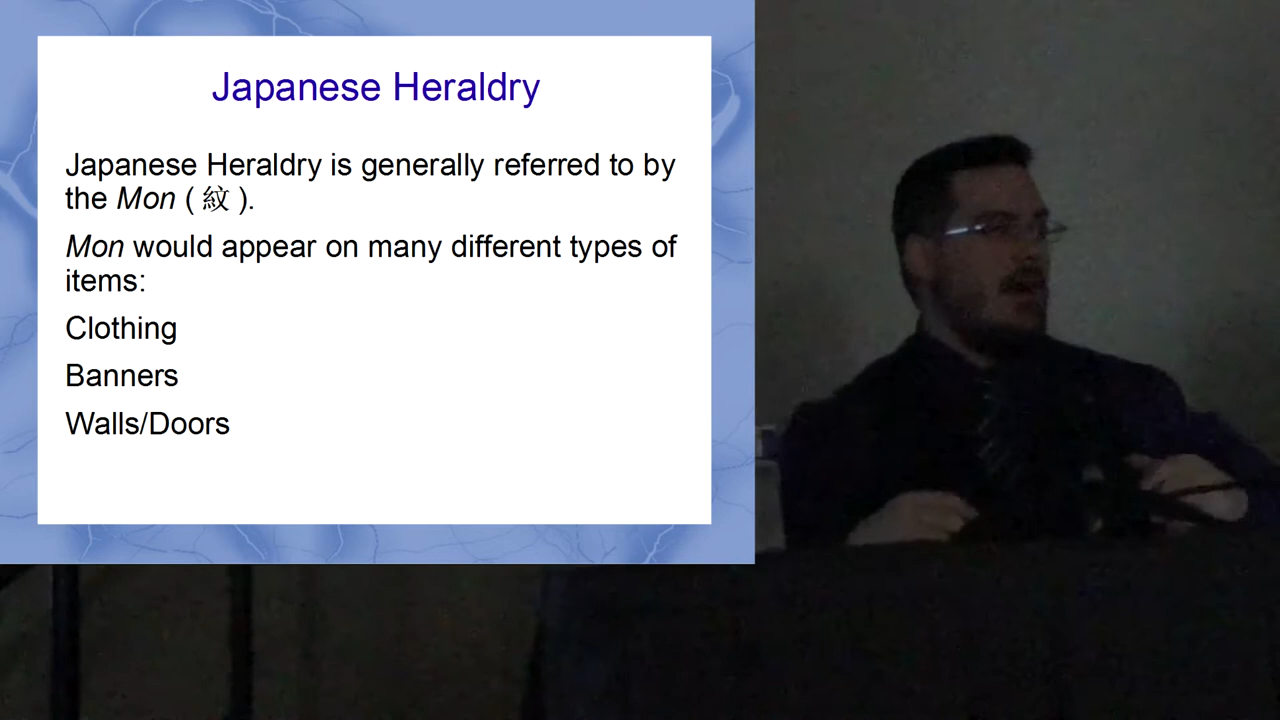 Japanese Heraldry
Japanese Heraldry is generally referred to by
the Mon ( 紋 ).
Mon would appear on many different types of
items:
Clothing
Banners
Walls/Doors